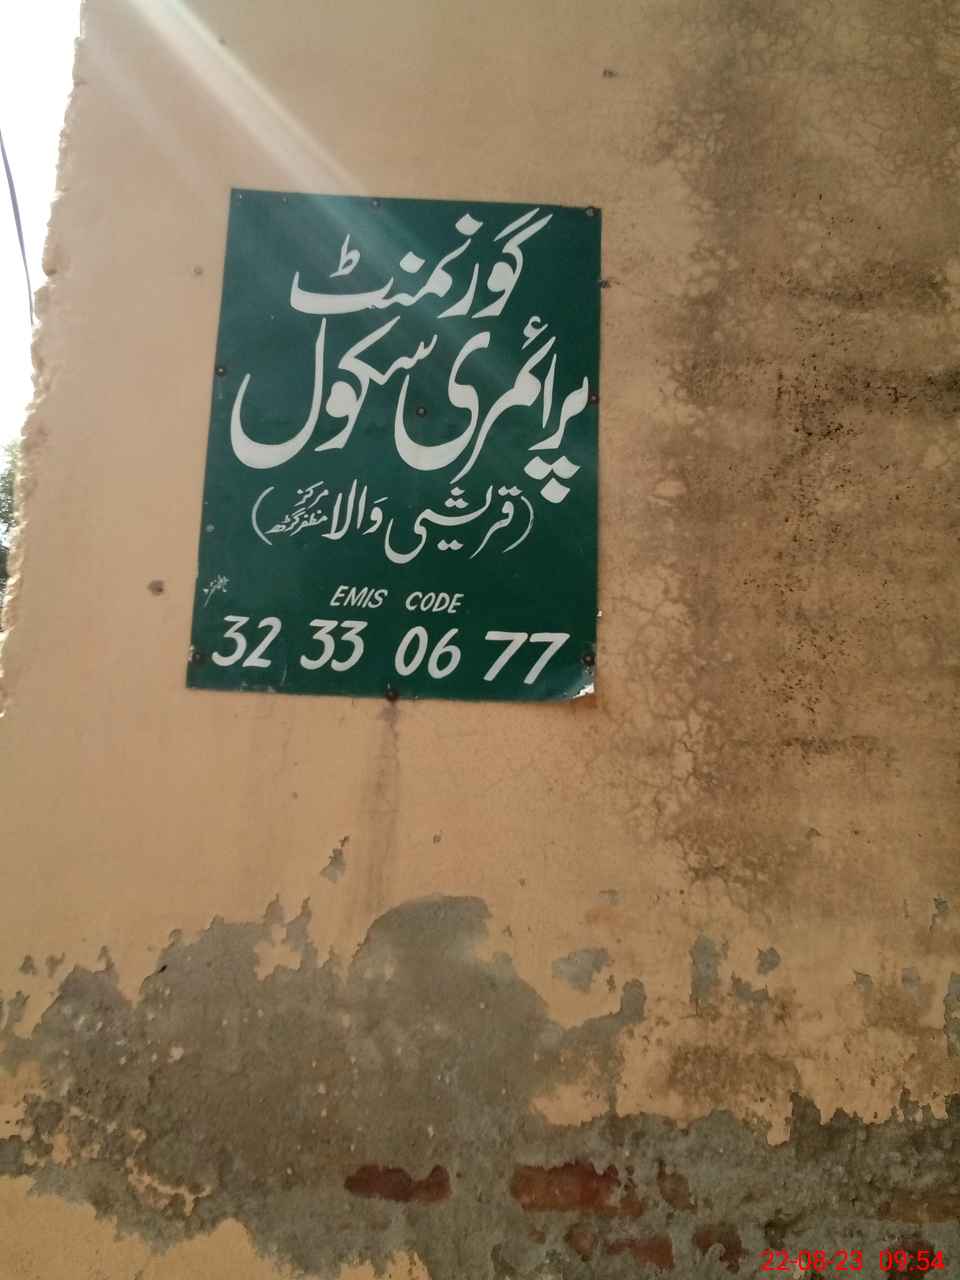 گورنمنٹ
پرائمری سکول
(قریشی والا مرکز مظفرگڑھ)
EMIS CODE
32 33 06 77
22-08-23 09:54